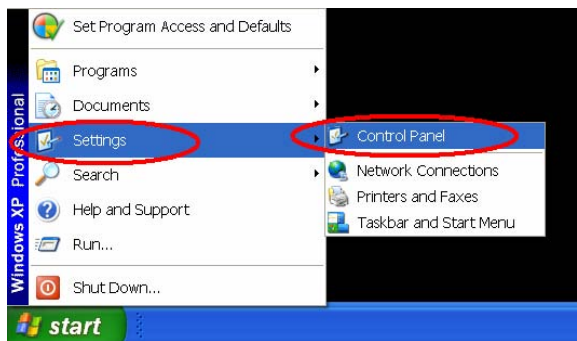 Set Program Access and Defaults
Programs
Documents
Settings
Search
Help and Support
Run...
Shut Down...
Control Panel
Network Connections
Printers and Faxes
Taskbar and Start Menu
Windows XP Professional
start